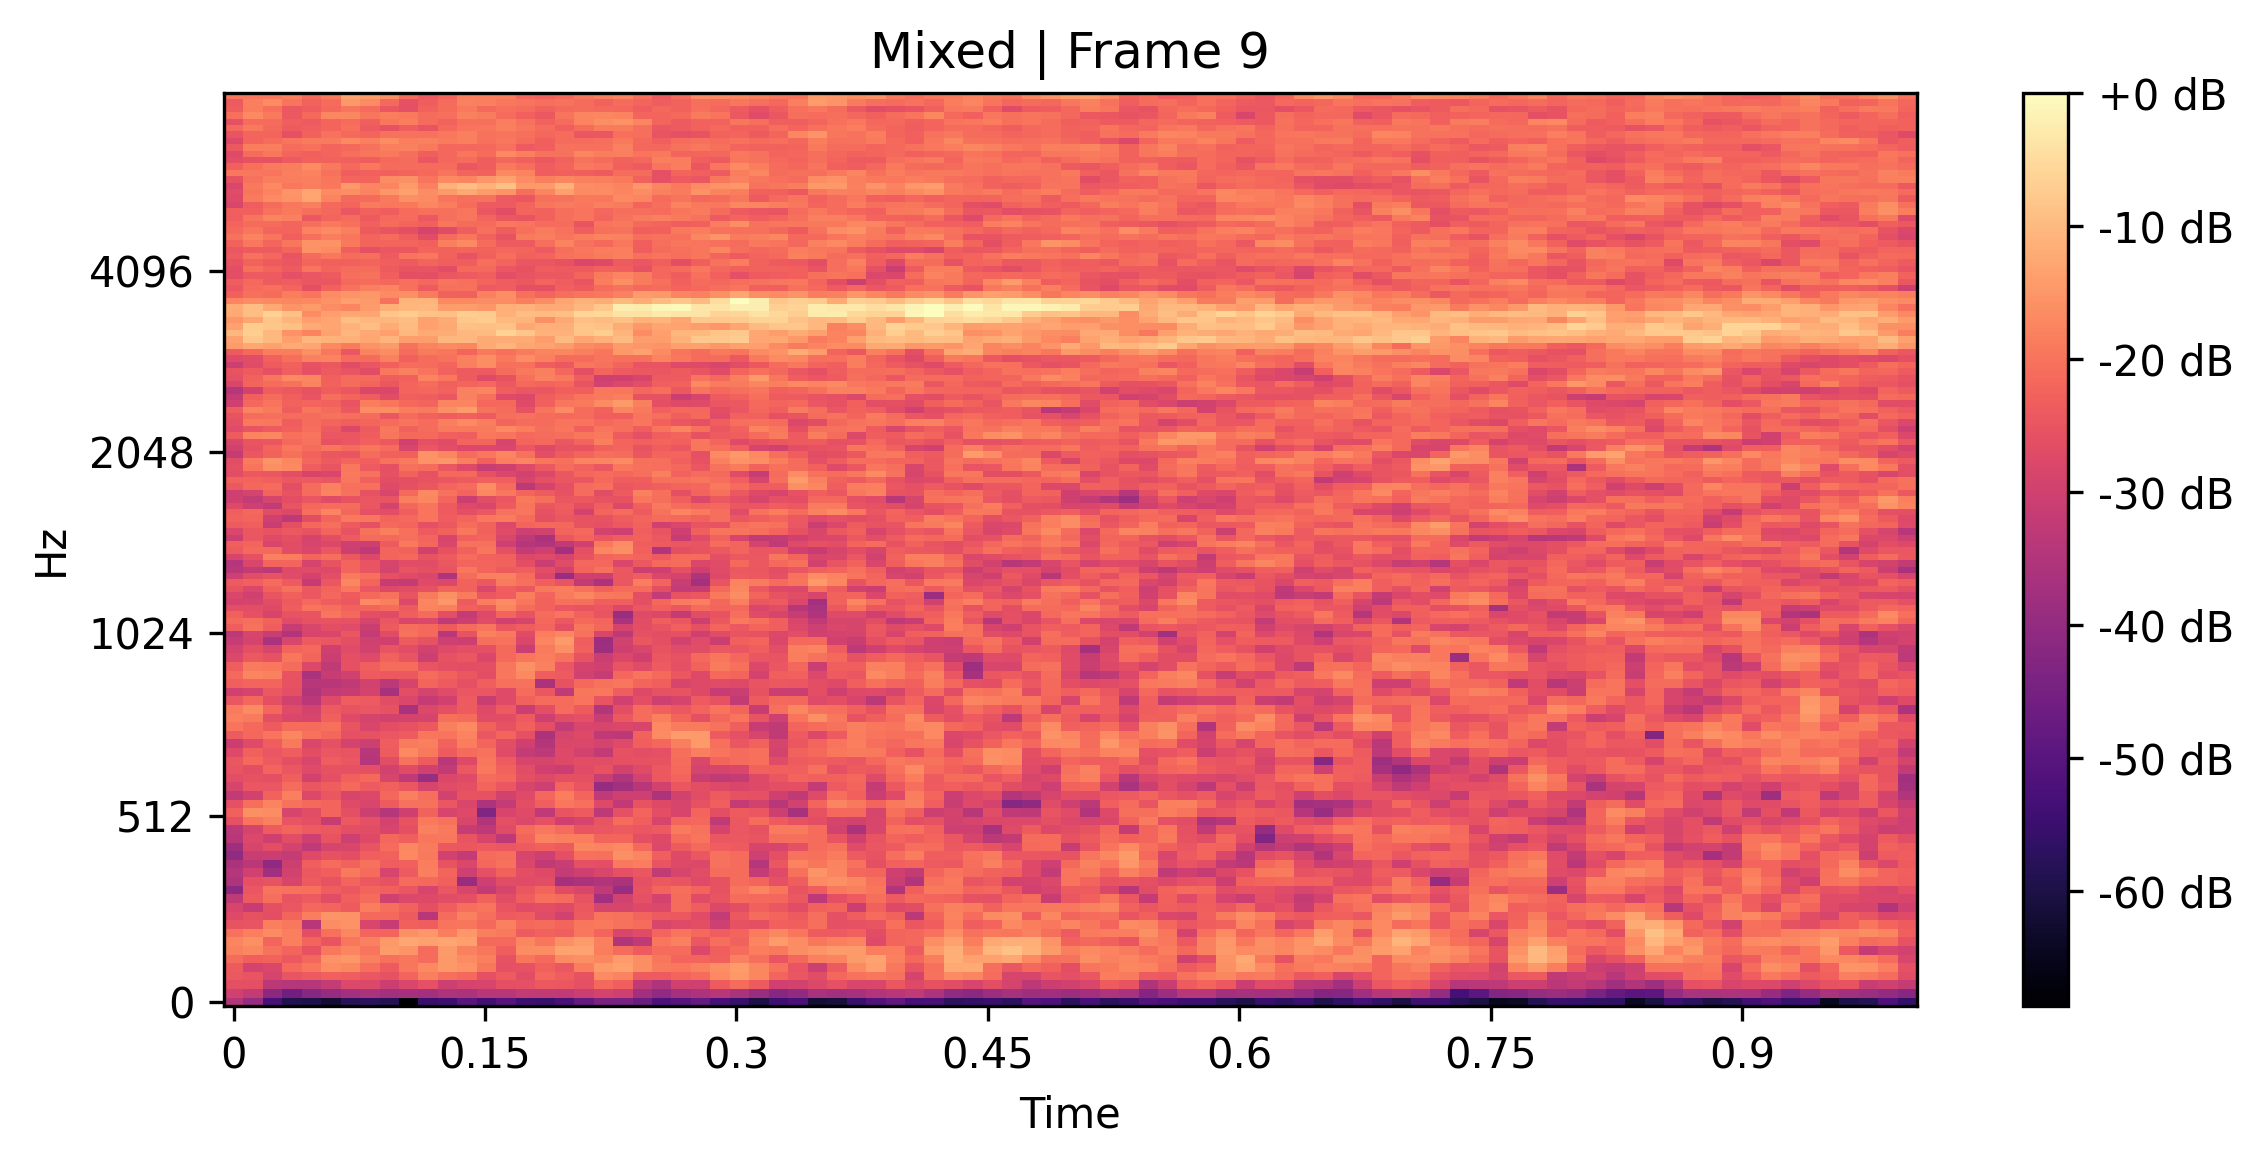 Mixed | Frame 9
Hz
4096
2048
1024
512
0
0 0.15 0.3 0.45 0.6 0.75 0.9
Time
+0 dB
-10 dB
-20 dB
-30 dB
-40 dB
-50 dB
-60 dB